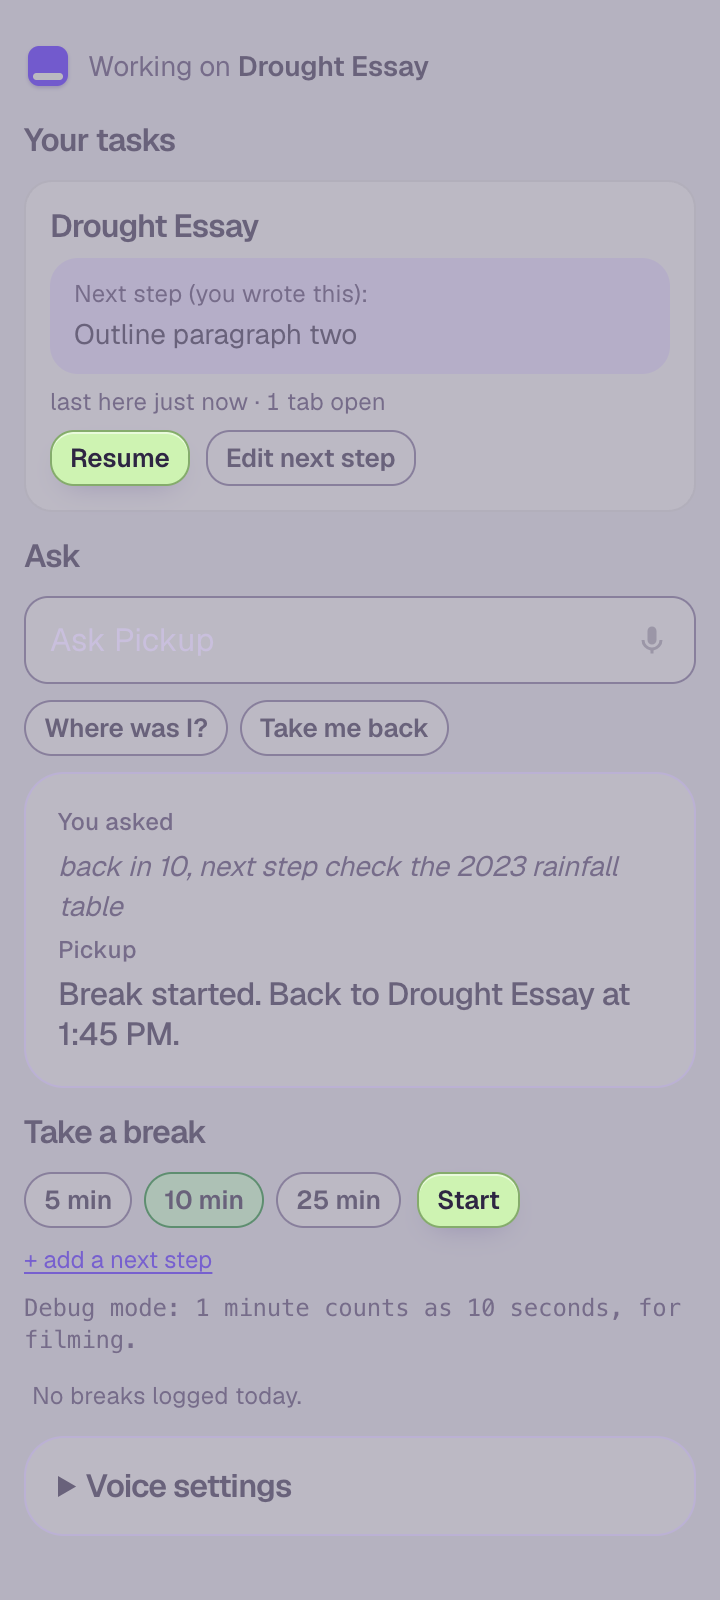 Working on Drought Essay
Your tasks
Drought Essay
Next step (you wrote this):
Outline paragraph two
last here just now · 1 tab open
Resume Edit next step
Ask
Ask Pickup
Where was I? Take me back
You asked
back in 10, next step check the 2023 rainfall
table
Pickup
Break started. Back to Drought Essay at
1:45 PM.
Take a break
5 min 10 min 25 min Start
+ add a next step
Debug mode: 1 minute counts as 10 seconds, for
filming.
No breaks logged today.
Voice settings